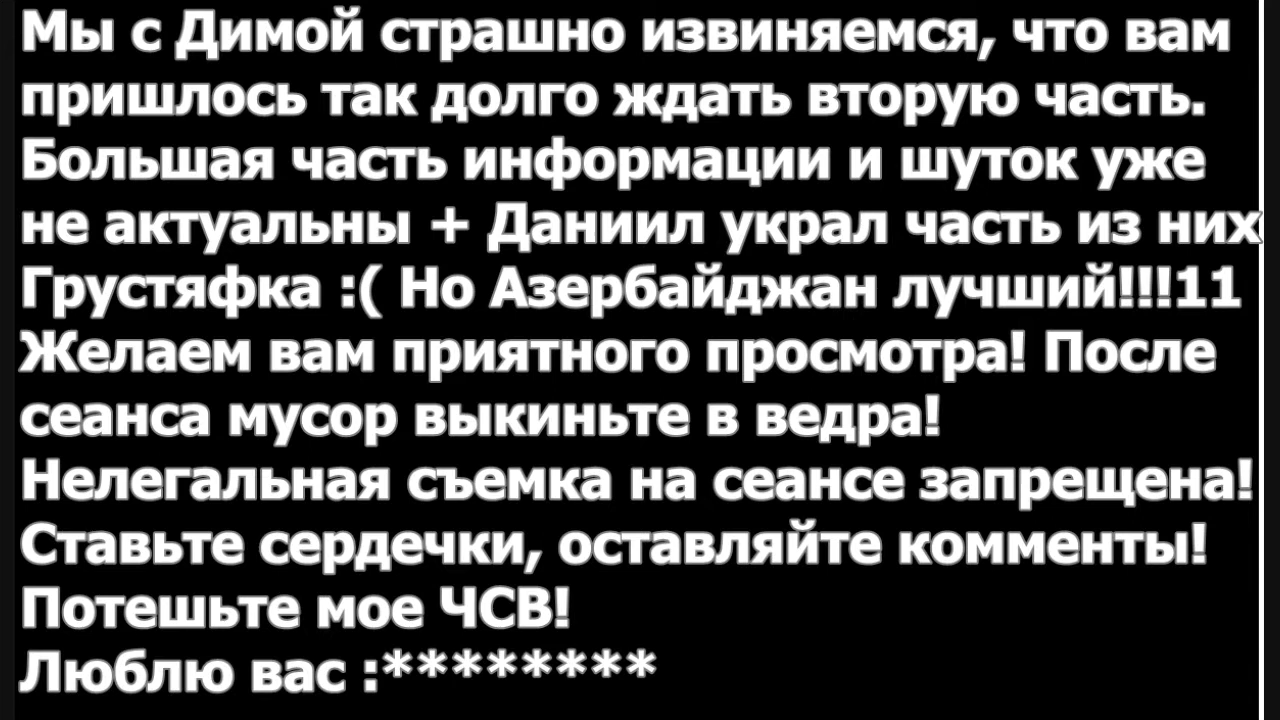 Мы с Димой страшно извиняемся, что вам
пришлось так долго ждать вторую часть.
Большая часть информации и шуток уже
не актуальны + Даниил украл часть из них
Грустяфка :( Но Азербайджан лучший!!!11
Желаем вам приятного просмотра! После
сеанса мусор выкиньте в ведра!
Нелегальная съемка на сеансе запрещена!
Ставьте сердечки, оставляйте комменты!
Потешьте мое ЧСВ!
Люблю вас :********